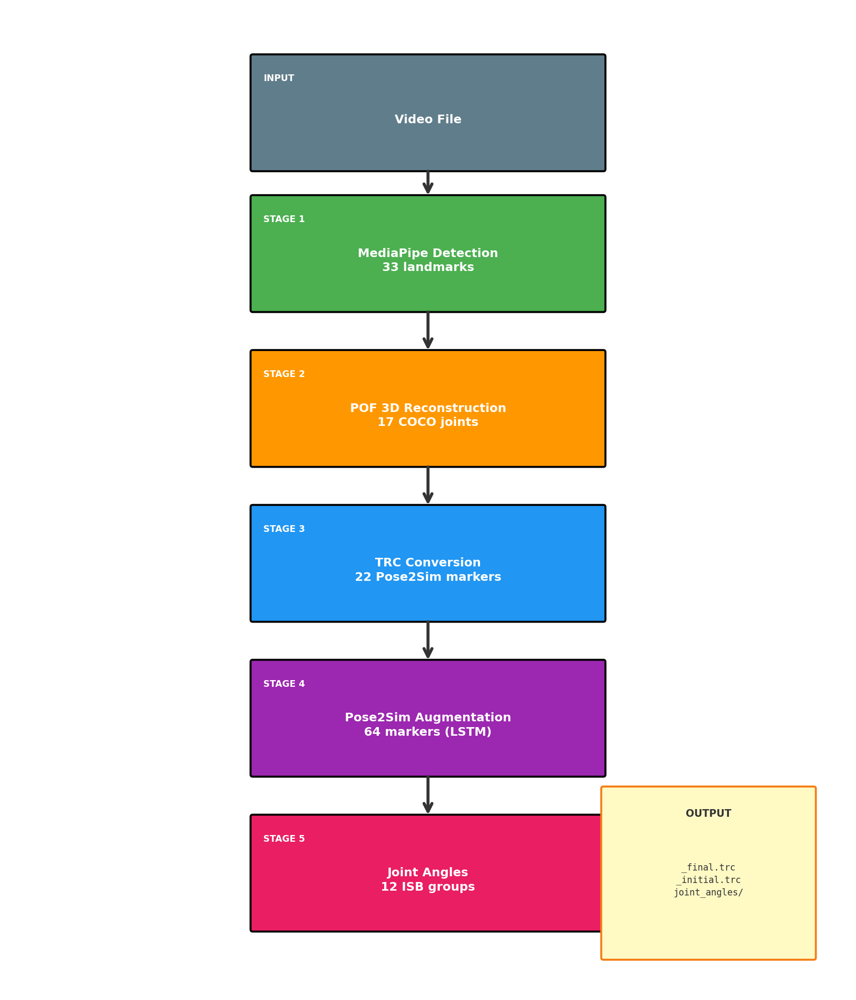 INPUT
Video File
STAGE 1
MediaPipe Detection
33 landmarks
STAGE 2
POF 3D Reconstruction
17 COCO joints
STAGE 3
TRC Conversion
22 Pose2Sim markers
STAGE 4
Pose2Sim Augmentation
64 markers (LSTM)
STAGE 5
Joint Angles
12 ISB groups
OUTPUT
_final.trc
_initial.trc
joint_angles/